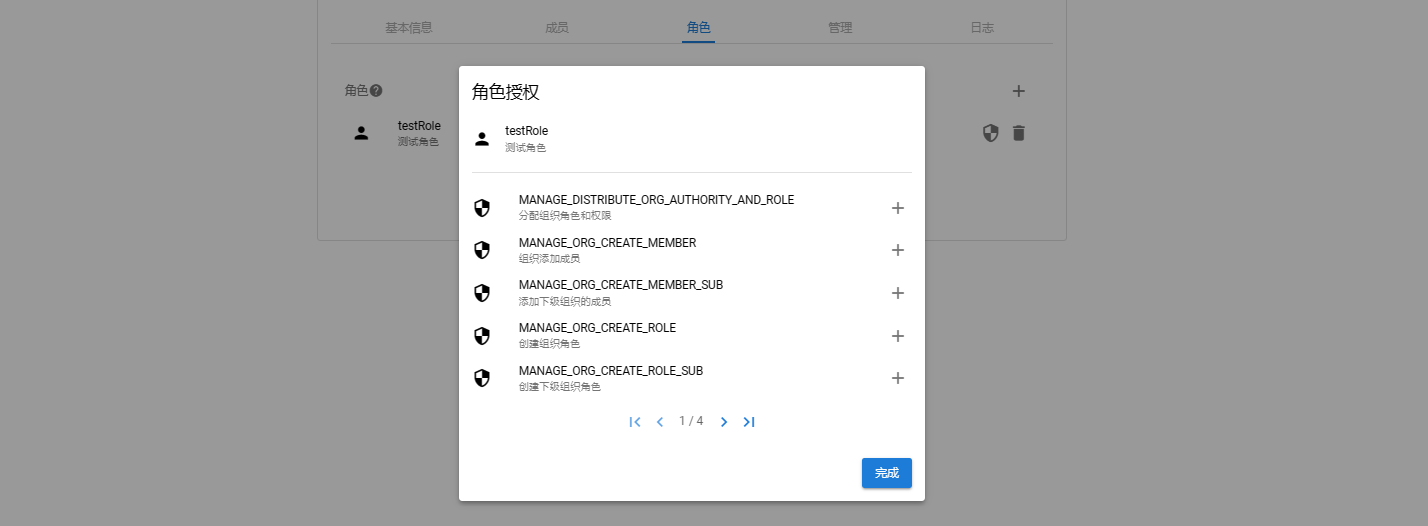 基本信息 成员 角色 管理 日志
角色授权
角色
testRole
测试角色
testRole
测试角色
MANAGE_DISTRIBUTE_ORG_AUTHORITY_AND_ROLE
分配组织角色和权限
MANAGE_ORG_CREATE_MEMBER
组织添加成员
MANAGE_ORG_CREATE_MEMBER_SUB
添加下级组织的成员
MANAGE_ORG_CREATE_ROLE
创建组织角色
MANAGE_ORG_CREATE_ROLE_SUB
创建下级组织角色
1 / 4
完成